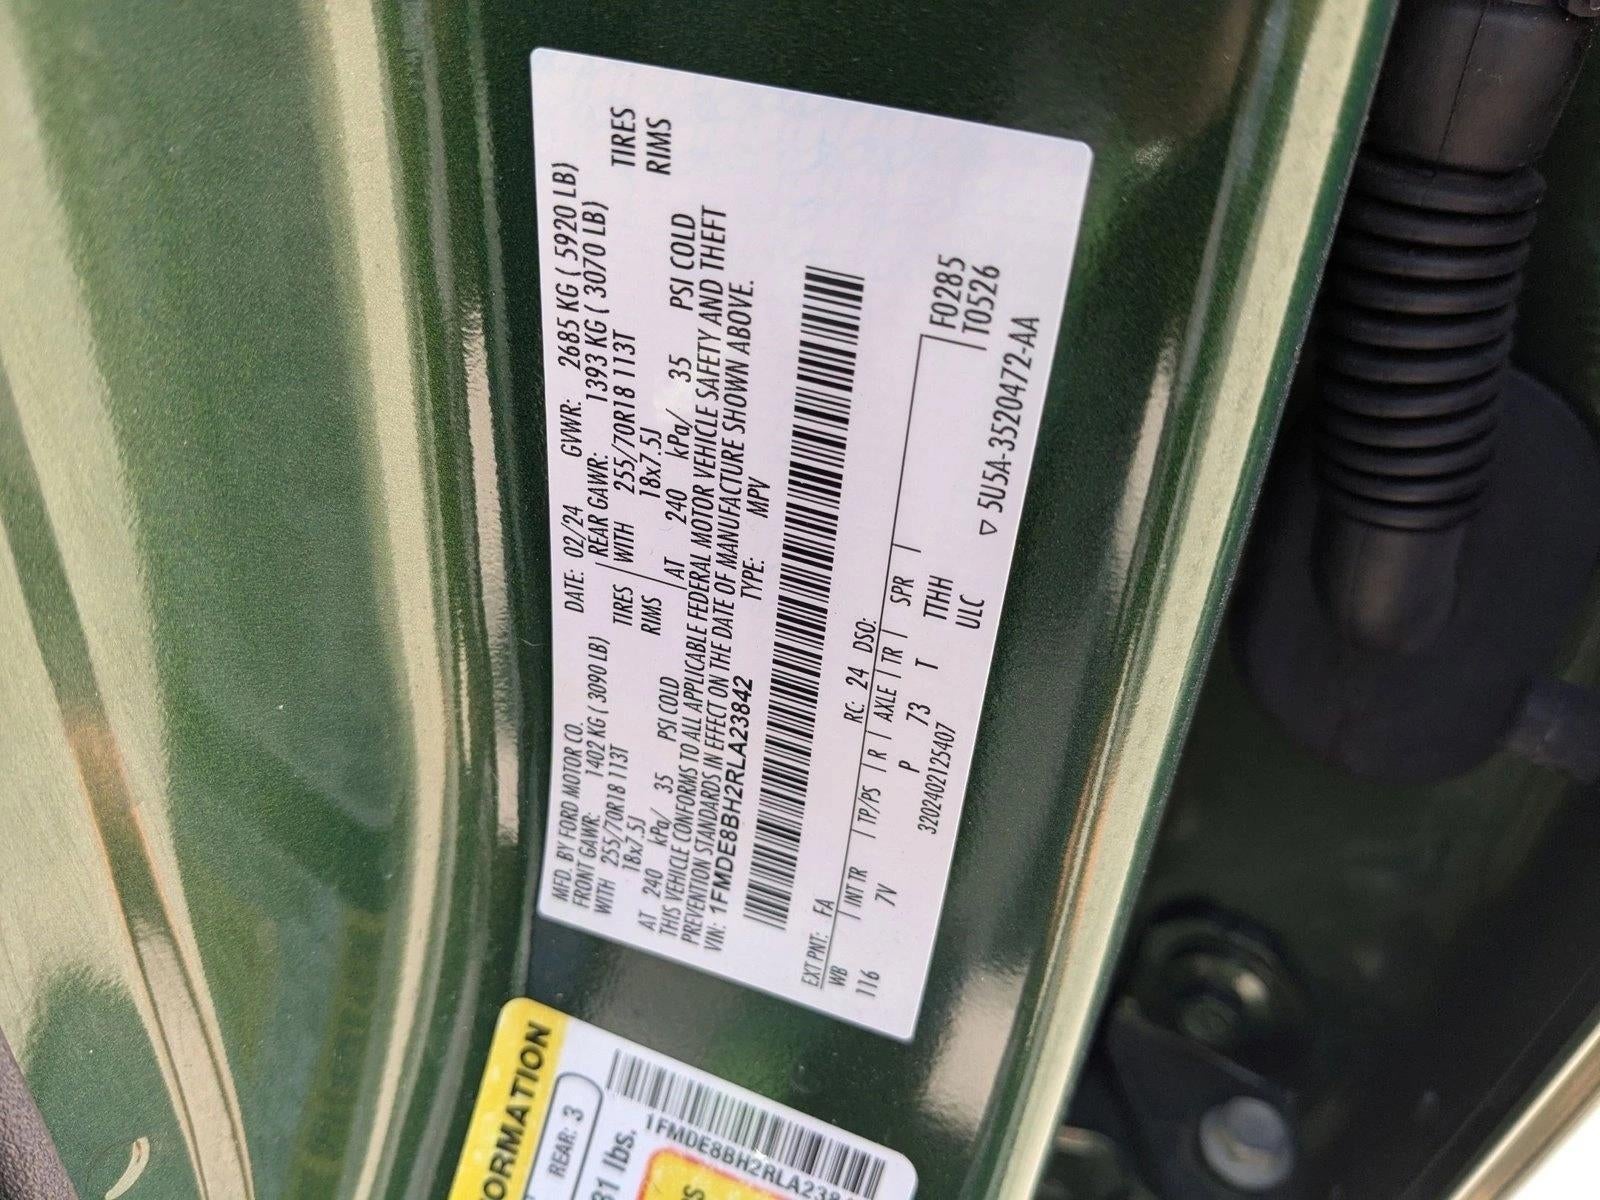 MFD. BY FORD MOTOR CO.
DATE: 02/24 GVWR: 2685 KG ( 5920 LB)
FRONT GAWR: 1402 KG ( 3090 LB) REAR GAWR: 1393 KG ( 3070 LB)
WITH 255/70R18 113T TIRES WITH 255/70R18 113T TIRES
18x7.5J RIMS 18x7.5J RIMS
AT 240 kPa/ 35 PSI COLD AT 240 kPa/ 35 PSI COLD
THIS VEHICLE CONFORMS TO ALL APPLICABLE FEDERAL MOTOR VEHICLE SAFETY AND THEFT
PREVENTION STANDARDS IN EFFECT ON THE DATE OF MANUFACTURE SHOWN ABOVE.
VIN: 1FMDE8BH2RLA23842 TYPE: MPV
EXT PNT: FA RC: 24 DSO: F0285
WB INT TR TP/PS R AXLE TR SPR T0526
116 7V P 73 T TTHH
ULC
3202402125407 ▽ 5U5A-3520472-AA
ORMATION
REAR: 3
81 lbs.
1FMDE8BH2RLA238